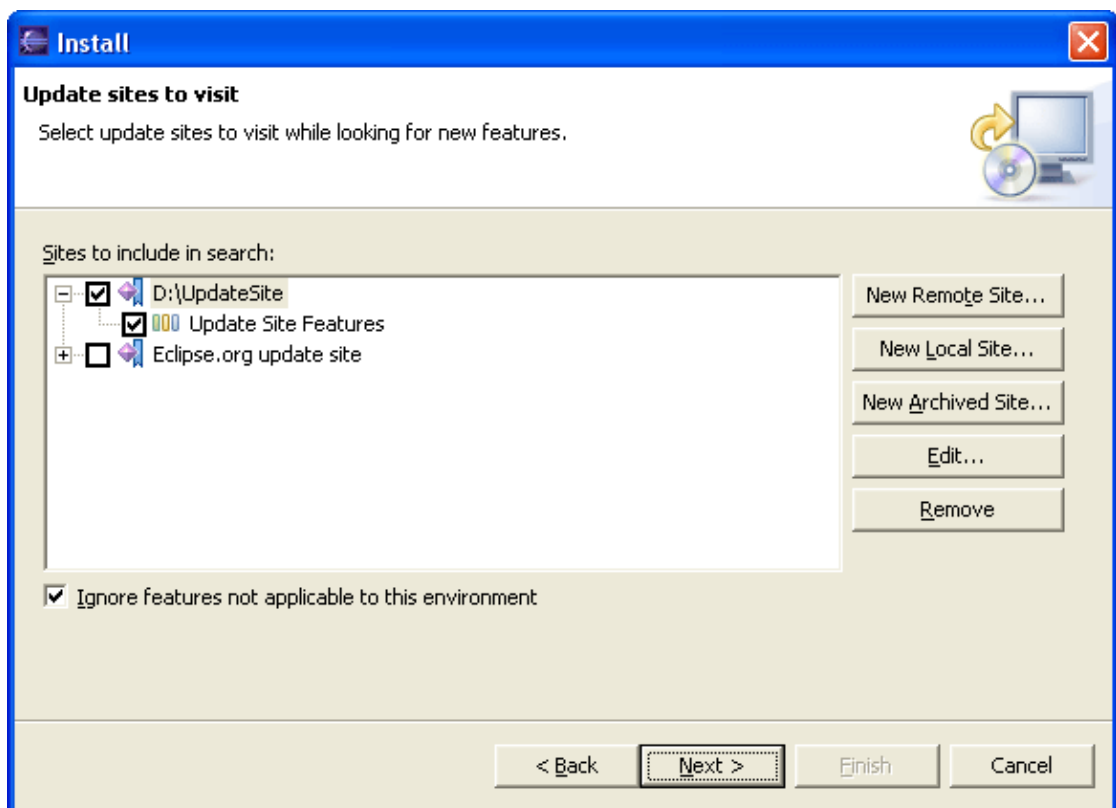 Install
Update sites to visit
Select update sites to visit while looking for new features.
Sites to include in search:
D:\UpdateSite
Update Site Features
Eclipse.org update site
New Remote Site...
New Local Site...
New Archived Site...
Edit...
Remove
Ignore features not applicable to this environment
< Back
Next >
Finish
Cancel